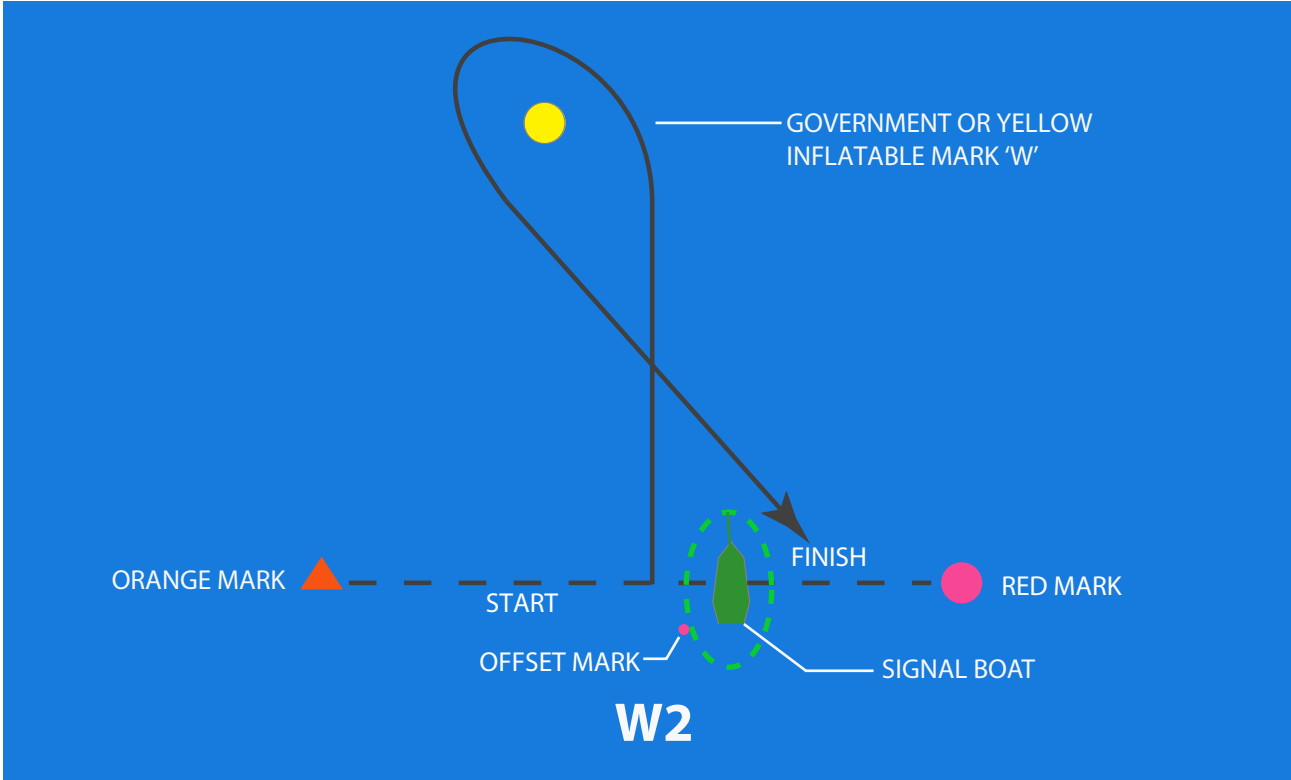 GOVERNMENT OR YELLOW
INFLATABLE MARK ‘W’
FINISH
ORANGE MARK
RED MARK
START
OFFSET MARK
SIGNAL BOAT
W2